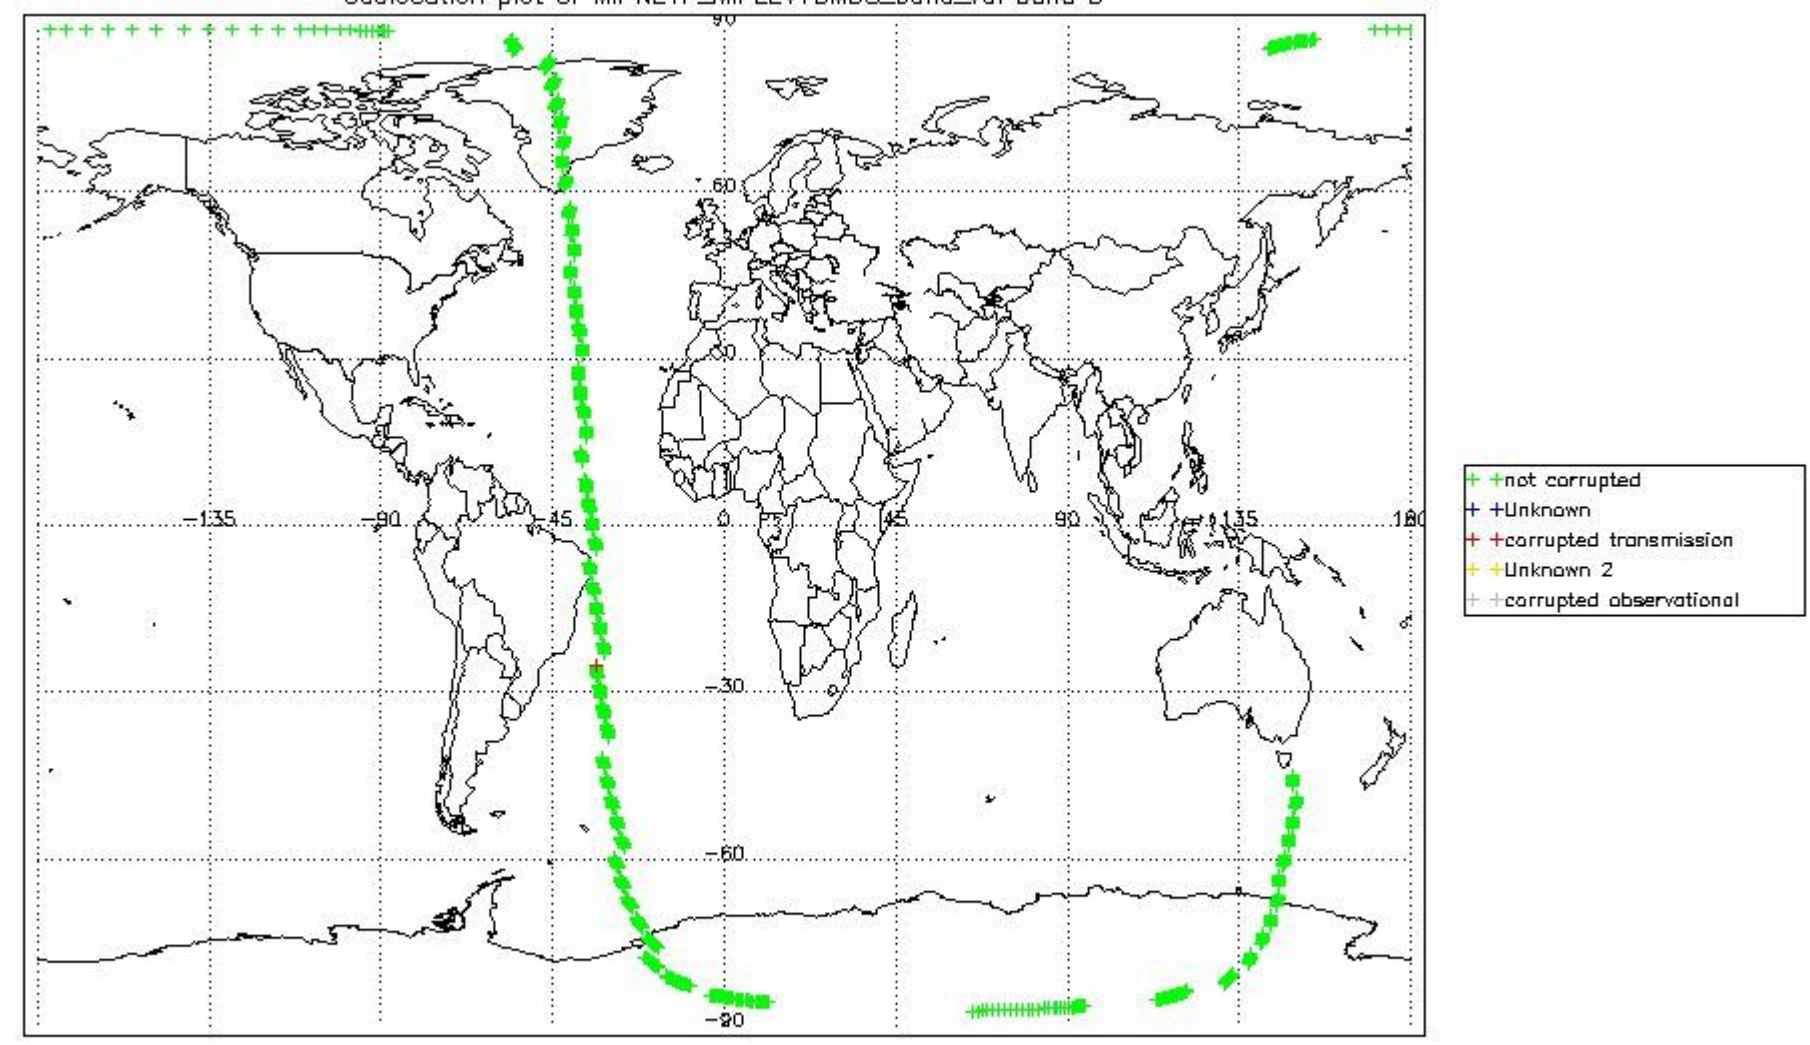 90
60
30
-135 -90 -45 0 45 90 135 180
-30
-60
-90
not corrupted
Unknown
corrupted transmission
Unknown 2
corrupted observational